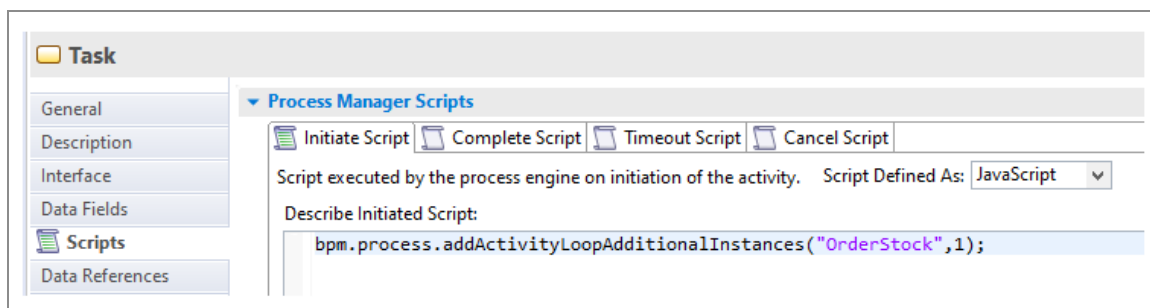 Task
General
Description
Interface
Data Fields
Scripts
Data References
Process Manager Scripts
Initiate Script Complete Script Timeout Script Cancel Script
Script executed by the process engine on initiation of the activity. Script Defined As: JavaScript
Describe Initiated Script:
bpm.process.addActivityLoopAdditionalInstances("OrderStock",1);